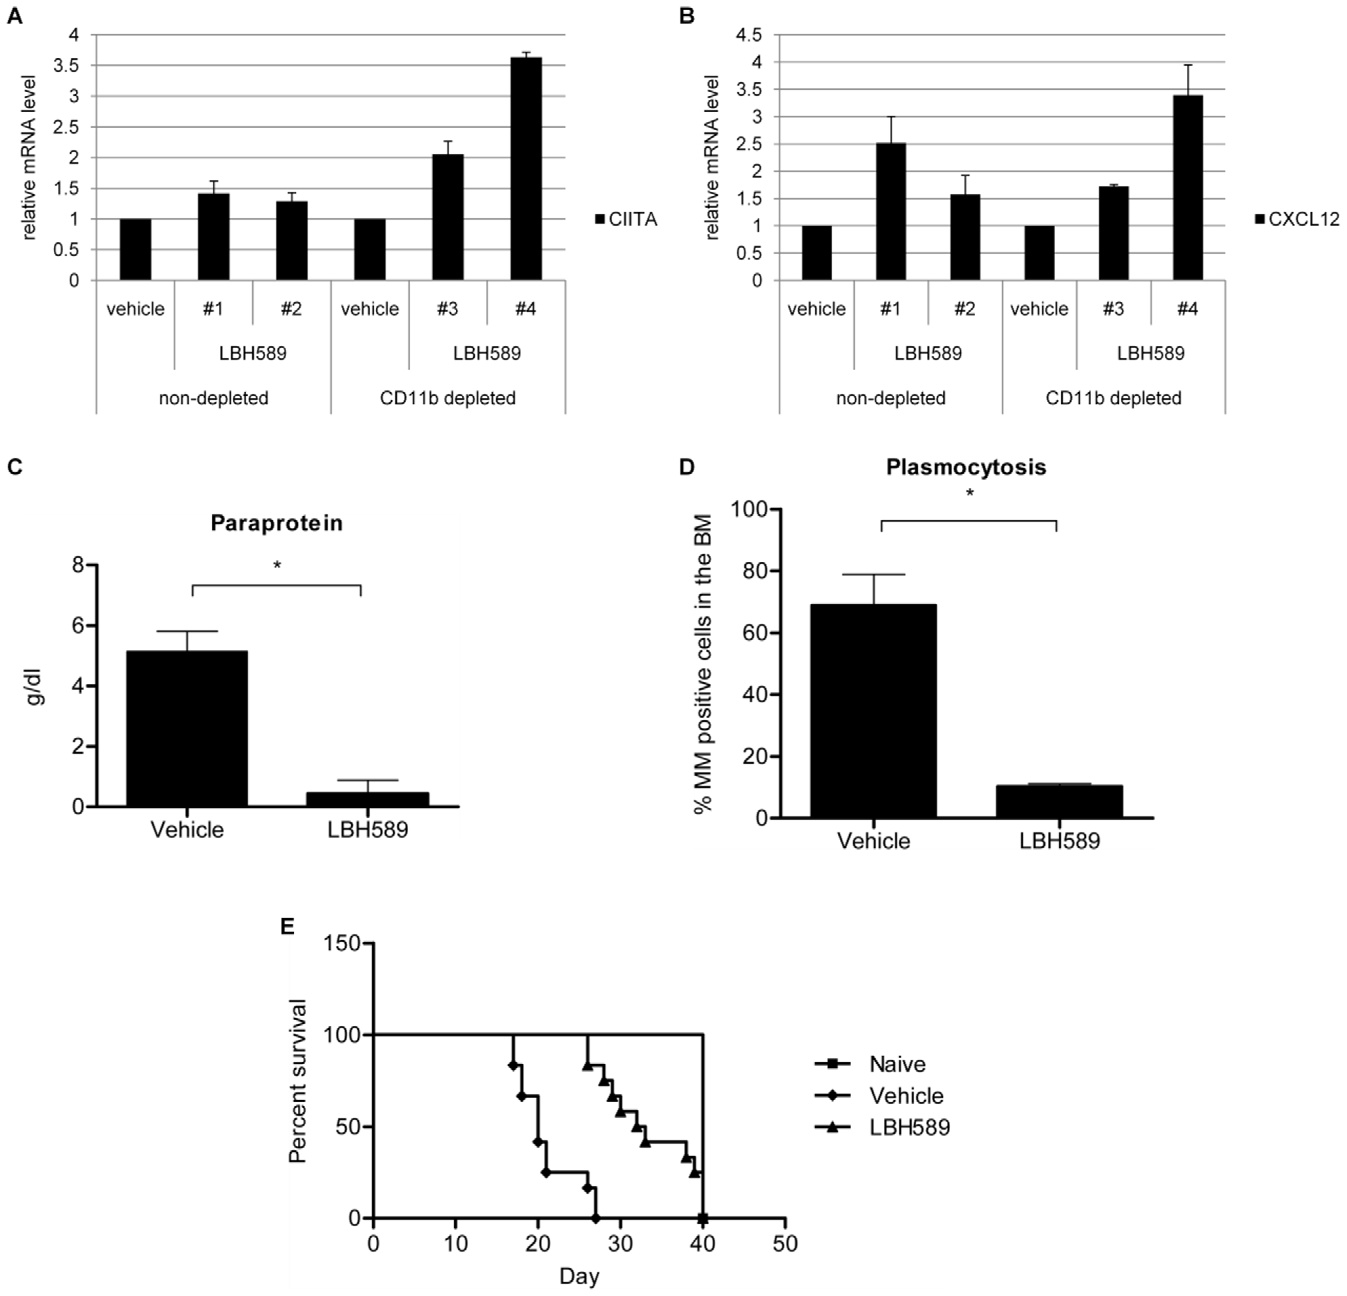 A
4
3.5
3
2.5
2
1.5
1
0.5
0
relative mRNA level
CIITA
vehicle #1 #2 vehicle #3 #4
LBH589 LBH589
non-depleted CD11b depleted
B
4.5
4
3.5
3
2.5
2
1.5
1
0.5
0
relative mRNA level
CXCL12
vehicle #1 #2 vehicle #3 #4
LBH589 LBH589
non-depleted CD11b depleted
C
Paraprotein
*
8
6
4
2
0
g/dl
Vehicle LBH589
D
Plasmocytosis
*
100
80
60
40
20
0
% MM positive cells in the BM
Vehicle LBH589
E
150
100
50
0
Percent survival
0 10 20 30 40 50
Day
Naive
Vehicle
LBH589